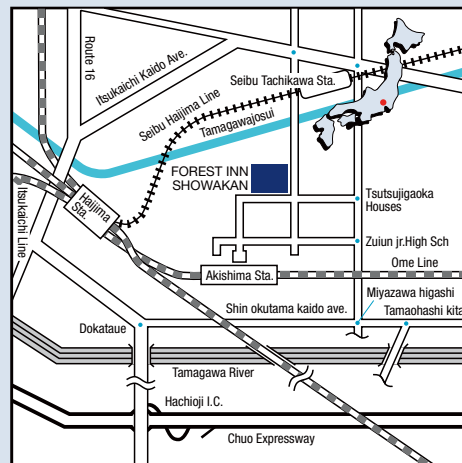 Route 16
Itsukaichi Kaido Ave.
Seibu Tachikawa Sta.
Seibu Haijima Line
Tamagawajosui
FOREST INN
SHOWAKAN
Haijima
Sta.
Itsukaichi Line
Tsutsujigaoka
Houses
Zuiun jr.High Sch
Ome Line
Akishima Sta.
Miyazawa higashi
Shin okutama kaido ave.
Tamaohashi kita
Dokataue
Tamagawa River
Hachioji I.C.
Chuo Expressway